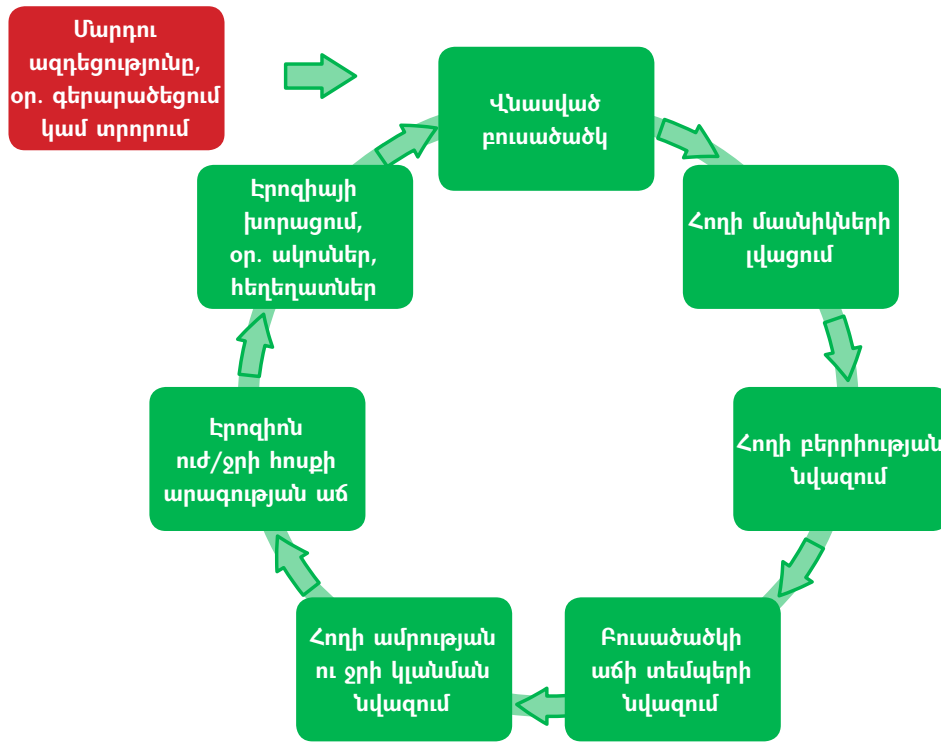 Մարդու
ազդեցությունը,
օր. գերարածեցում
կամ տրորում
Վնասված
բուսածածկ
Հողի մասնիկների
լվացում
Հողի բերրիության
նվազում
Բուսածածկի
աճի տեմպերի
նվազում
Հողի ամրության
ու ջրի կլանման
նվազում
Էրոզիոն
ուժ/ջրի հոսքի
արագության աճ
Էրոզիայի
խորացում,
օր. ակոսներ,
հեղեղատներ